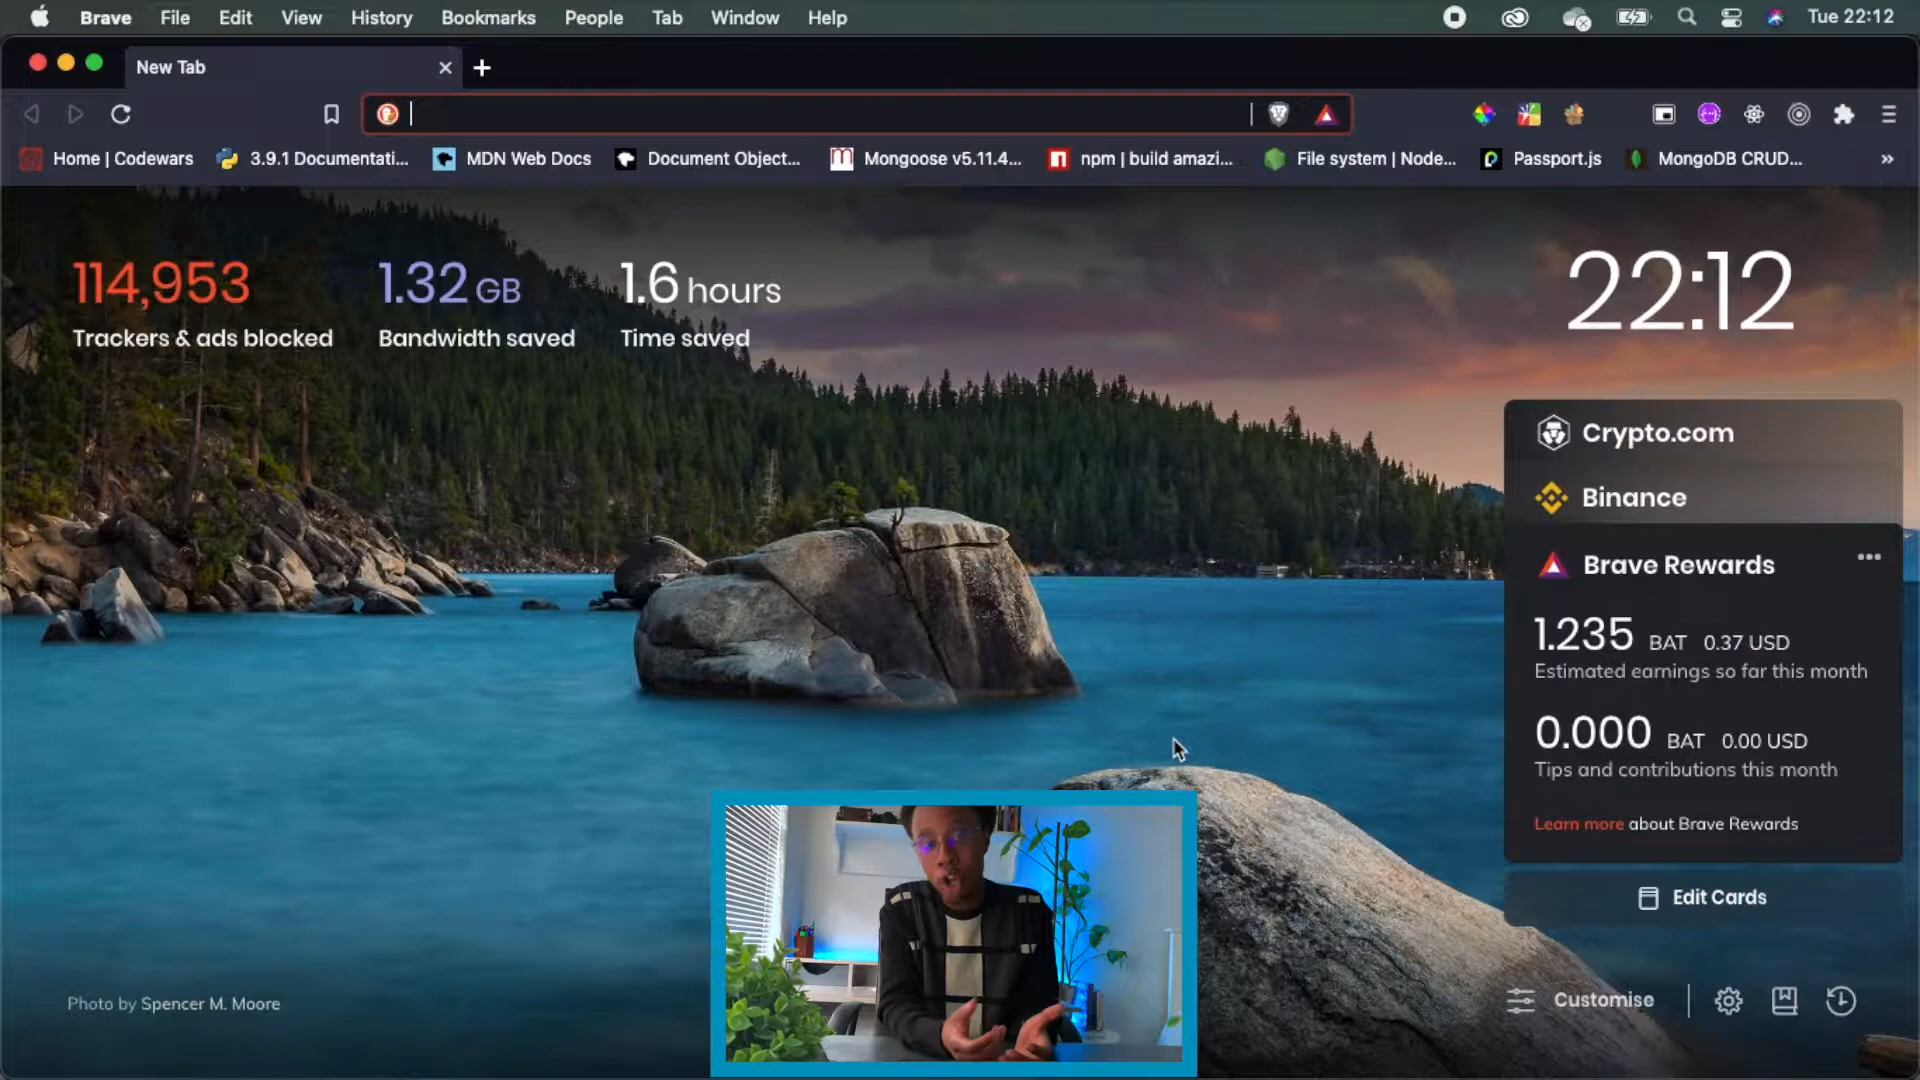 Brave File Edit View History Bookmarks People Tab Window Help Tue 22:12
New Tab
Home | Codewars 3.9.1 Documentati... MDN Web Docs Document Object... Mongoose v5.11.4... npm | build amazi... File system | Node... Passport.js MongoDB CRUD... »
114,953 1.32 GB 1.6 hours
Trackers & ads blocked Bandwidth saved Time saved
22:12
Crypto.com
Binance
Brave Rewards
1.235 BAT 0.37 USD
Estimated earnings so far this month
0.000 BAT 0.00 USD
Tips and contributions this month
Learn more about Brave Rewards
Edit Cards
Photo by Spencer M. Moore
Customise